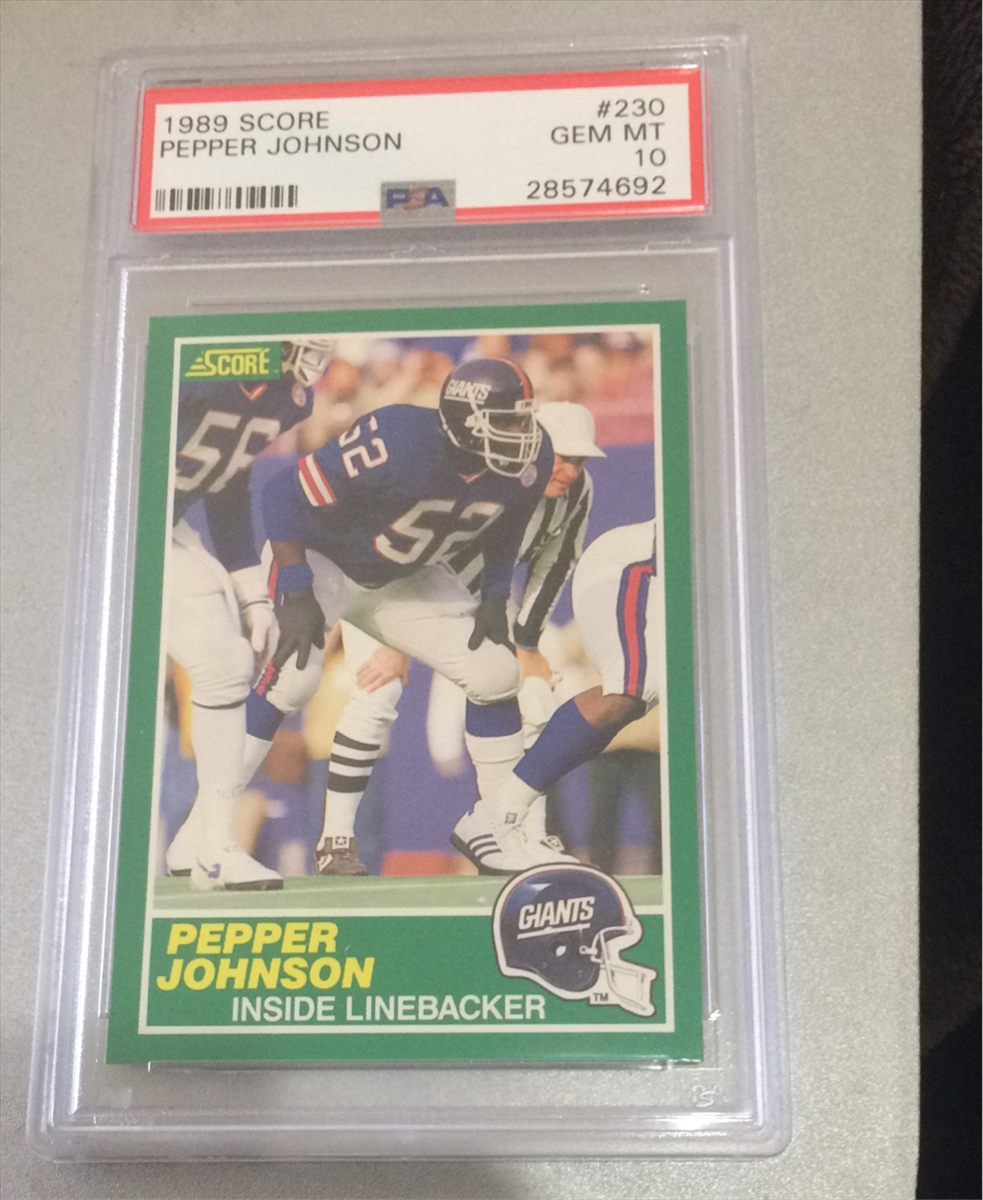 1989 SCORE #230
PEPPER JOHNSON GEM MT
10
PSA 28574692
SCORE
GIANTS
52
52
GIANTS
PEPPER
JOHNSON
TM
INSIDE LINEBACKER